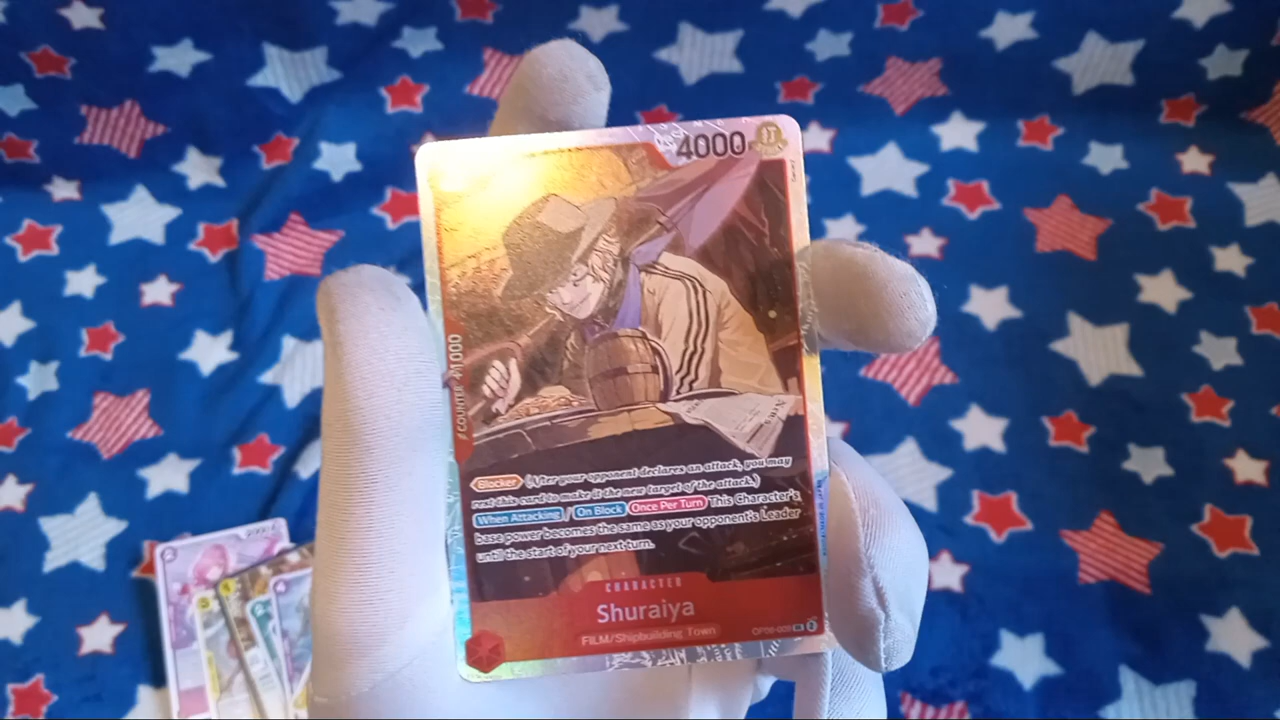 4000
COUNTER +1000
News
Blocker (After your opponent declares an attack, you may
rest this card to make it the new target of the attack.)
When Attacking / On Block Once Per Turn This Character's
base power becomes the same as your opponent's Leader
until the start of your next turn.
CHARACTER
Shuraiya
FILM/Shipbuilding Town